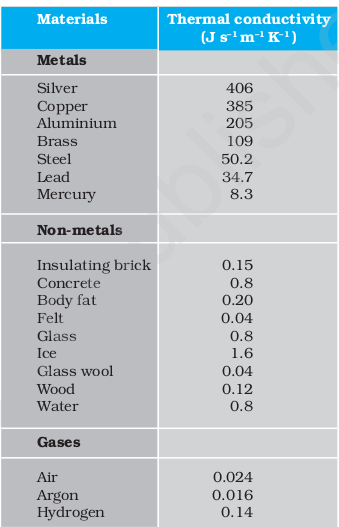 Materials Thermal conductivity
(J s⁻¹ m⁻¹ K⁻¹)
Metals
Silver 406
Copper 385
Aluminium 205
Brass 109
Steel 50.2
Lead 34.7
Mercury 8.3
Non-metals
Insulating brick 0.15
Concrete 0.8
Body fat 0.20
Felt 0.04
Glass 0.8
Ice 1.6
Glass wool 0.04
Wood 0.12
Water 0.8
Gases
Air 0.024
Argon 0.016
Hydrogen 0.14